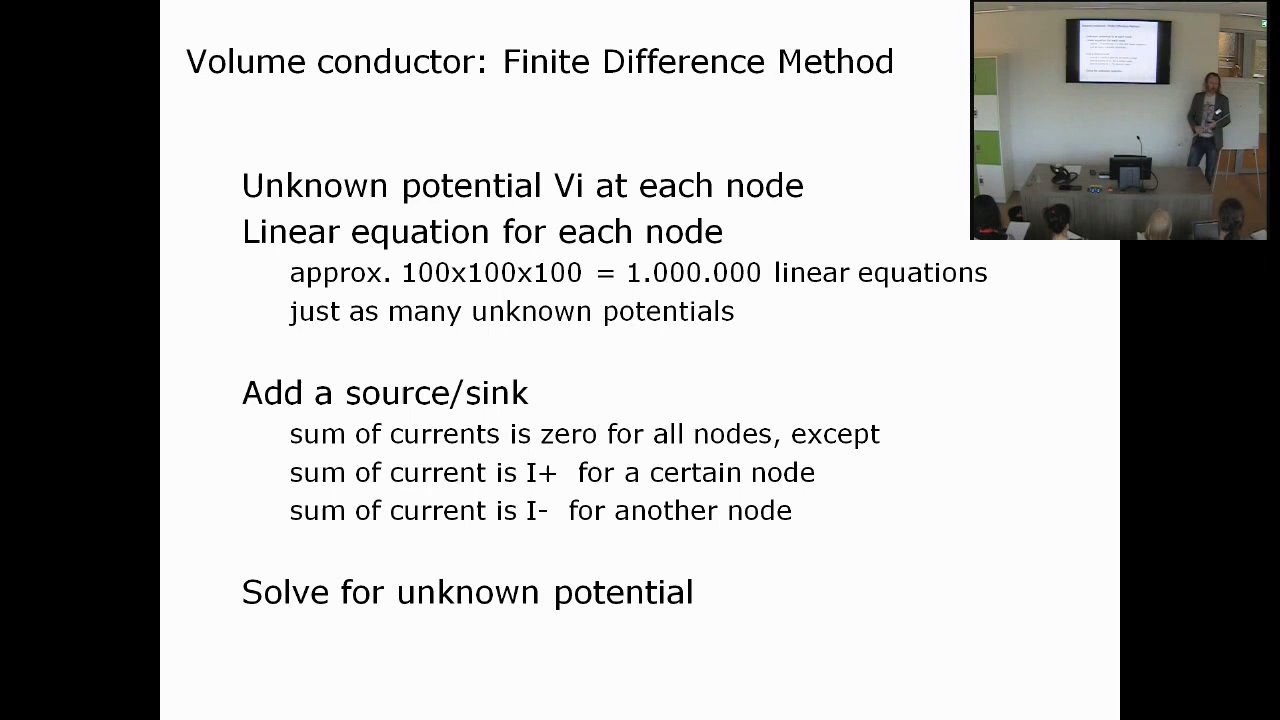 Volume conductor: Finite Difference Method
Unknown potential Vi at each node
Linear equation for each node
approx. 100x100x100 = 1.000.000 linear equations
just as many unknown potentials
Add a source/sink
sum of currents is zero for all nodes, except
sum of current is I+ for a certain node
sum of current is I- for another node
Solve for unknown potential